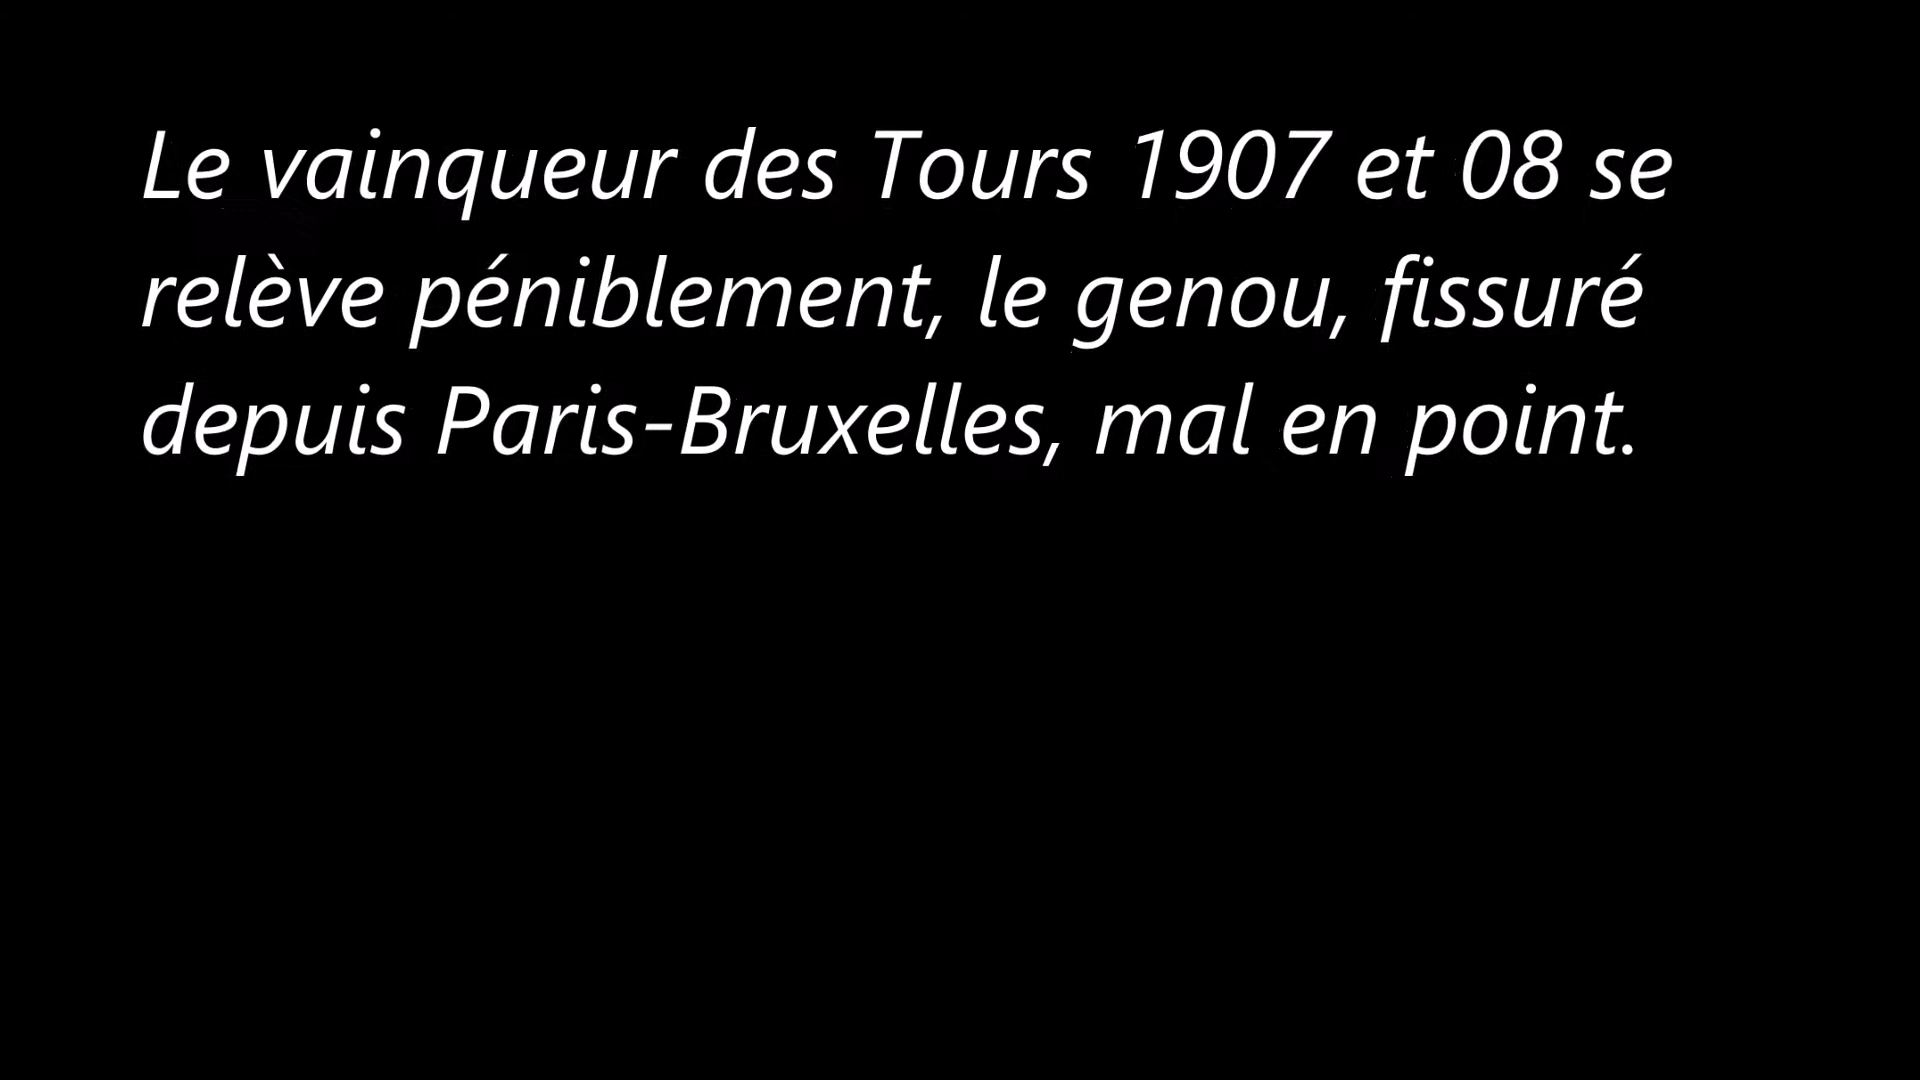 Le vainqueur des Tours 1907 et 08 se
relève péniblement, le genou, fissuré
depuis Paris-Bruxelles, mal en point.